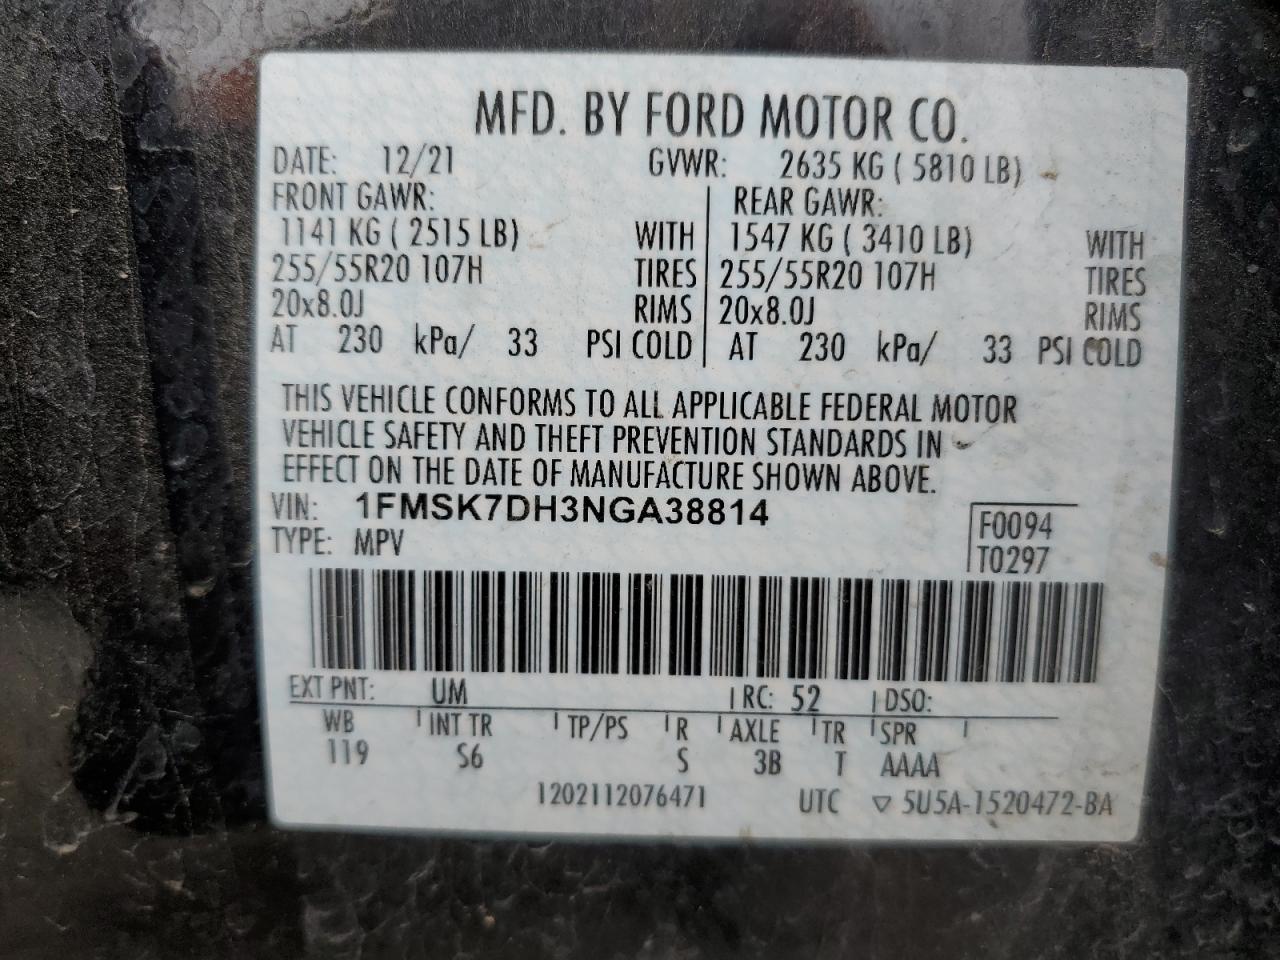 MFD. BY FORD MOTOR CO.
DATE: 12/21 GVWR: 2635 KG ( 5810 LB)
FRONT GAWR: REAR GAWR:
1141 KG ( 2515 LB) WITH 1547 KG ( 3410 LB) WITH
255/55R20 107H TIRES 255/55R20 107H TIRES
20x8.0J RIMS 20x8.0J RIMS
AT 230 kPa/ 33 PSI COLD AT 230 kPa/ 33 PSI COLD
THIS VEHICLE CONFORMS TO ALL APPLICABLE FEDERAL MOTOR
VEHICLE SAFETY AND THEFT PREVENTION STANDARDS IN
EFFECT ON THE DATE OF MANUFACTURE SHOWN ABOVE.
VIN: 1FMSK7DH3NGA38814
F0094
TYPE: MPV
T0297
EXT PNT: UM RC: 52 DSO:
WB INT TR TP/PS R AXLE TR SPR
119 S6 S 3B T AAAA
1202112076471 UTC ▽ 5U5A-1520472-BA